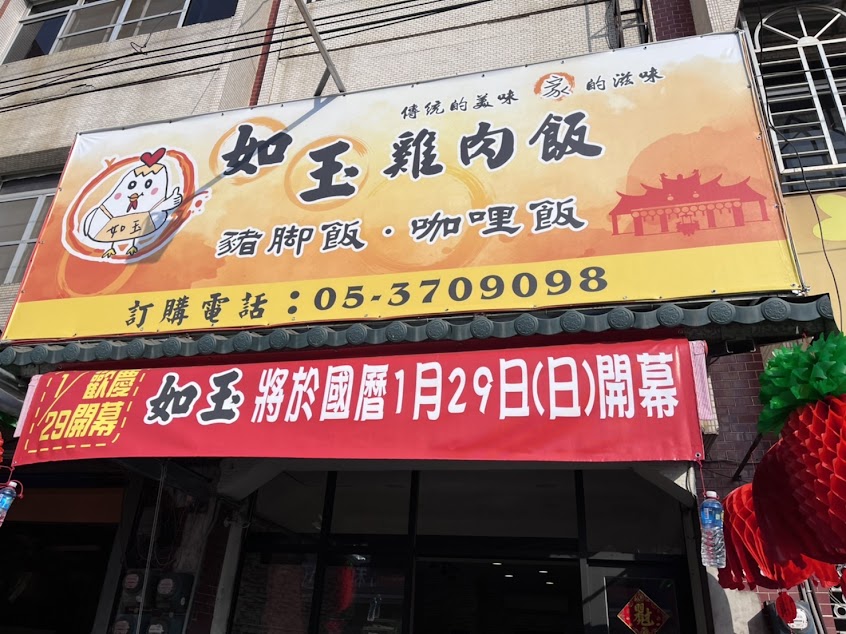 傳統的美味 家的滋味
如玉雞肉飯
如玉
豬腳飯．咖哩飯
訂購電話：05-3709098
1/29 歡慶開幕
如玉 將於國曆1月29日(日)開幕